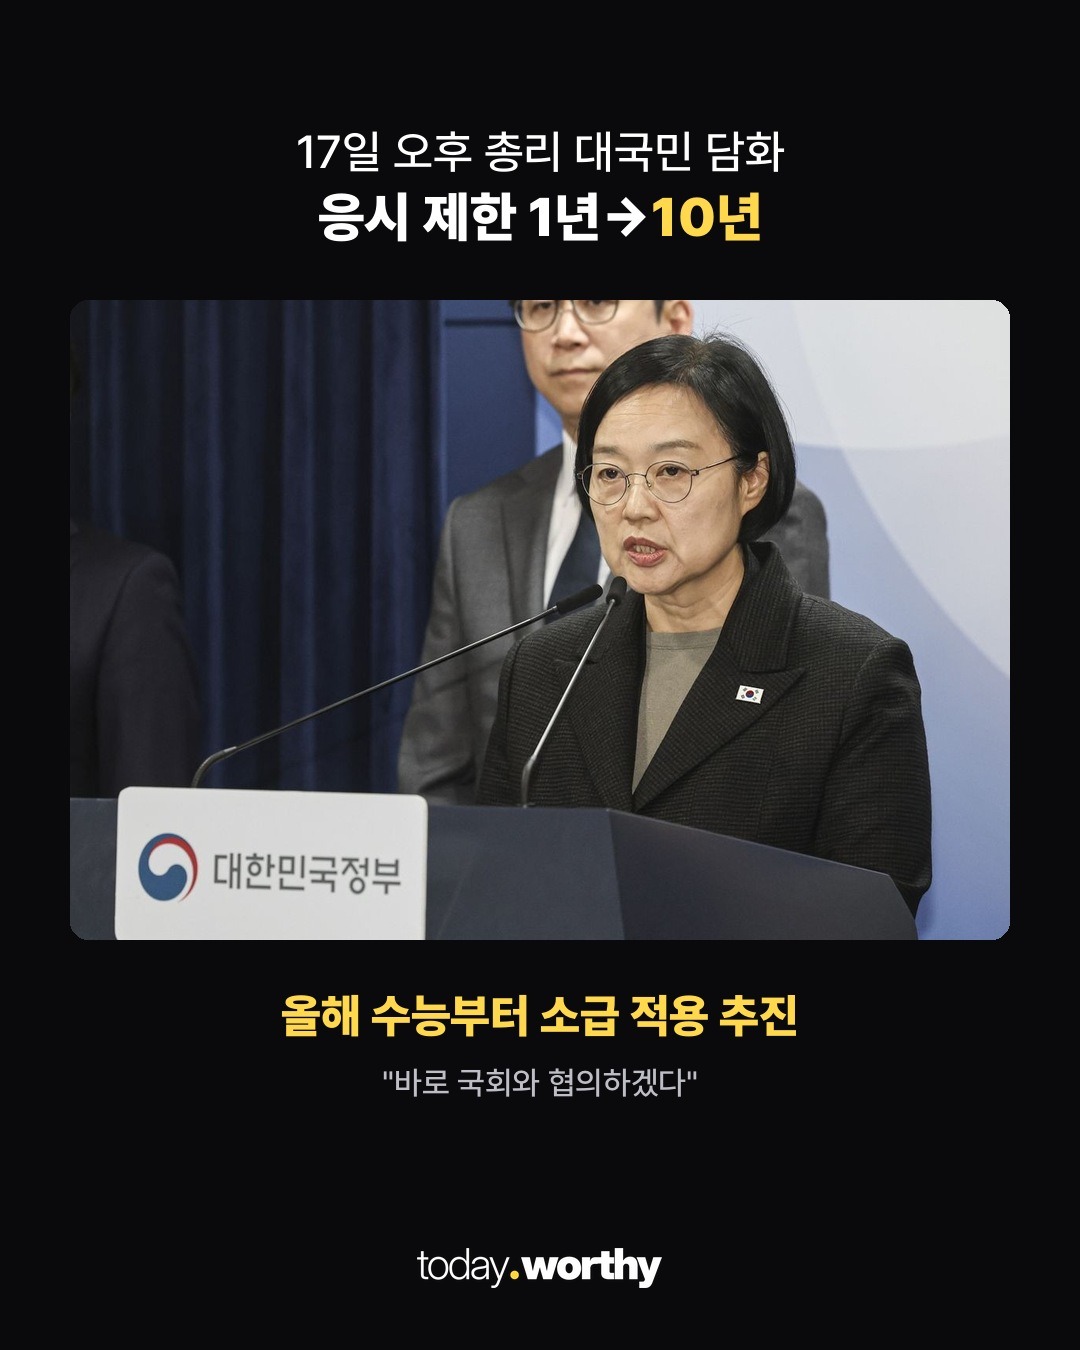 17일 오후 총리 대국민 담화
응시 제한 1년→10년
대한민국정부
올해 수능부터 소급 적용 추진
"바로 국회와 협의하겠다"
today.worthy